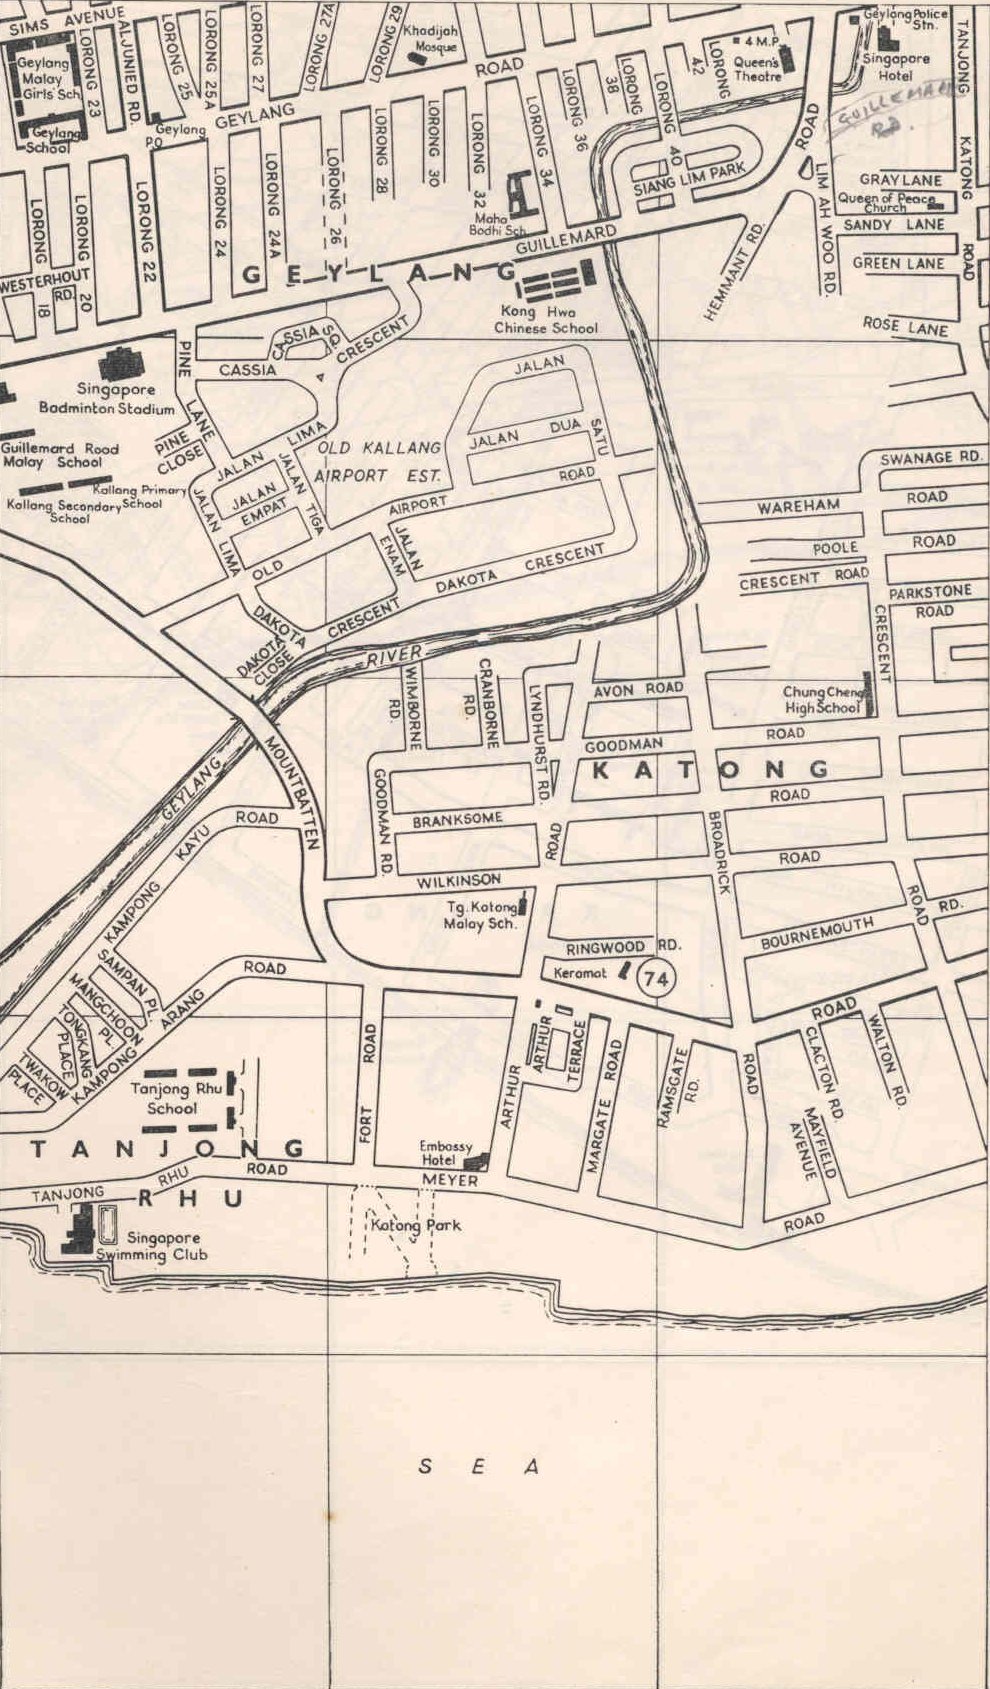 SIMS AVENUE
Geylang
Malay
Girls' Sch.
Geylang
School
LORONG 23
ALJUNIED RD.
LORONG 25
LORONG 25A
LORONG 27
LORONG 27A
LORONG 29
Khadijah
Mosque
GEYLANG ROAD
Geylang
P.O.
4 M.P.
Queen's
Theatre
Geylang Police
Stn.
Singapore
Hotel
GUILLEMARD
RD.
TANJONG KATONG ROAD
LORONG 18
LORONG 20
LORONG 22
LORONG 24
LORONG 24A
LORONG 26
LORONG 28
LORONG 30
LORONG 32
LORONG 34
LORONG 36
LORONG 38
LORONG 40
LORONG 42
SIANG LIM PARK
Maha
Bodhi Sch.
GUILLEMARD ROAD
LIM AH WOO RD.
HEMMANT RD.
GRAY LANE
Queen of Peace
Church
SANDY LANE
GREEN LANE
ROSE LANE
WESTERHOUT
RD.
GEYLANG
Kong Hwa
Chinese School
Singapore
Badminton Stadium
PINE LANE
CASSIA
CASSIA
CRESCENT
PINE
CLOSE
Guillemard Road
Malay School
Kallang Primary
School
Kallang Secondary
School
JALAN LIMA
JALAN
EMPAT
JALAN TIGA
JALAN LIMA
OLD KALLANG
AIRPORT EST.
JALAN SATU
JALAN DUA
OLD AIRPORT ROAD
JALAN
ENAM
DAKOTA CRESCENT
DAKOTA CRESCENT
DAKOTA
CLOSE
SWANAGE RD.
WAREHAM ROAD
POOLE ROAD
CRESCENT ROAD
PARKSTONE
ROAD
CRESCENT
GEYLANG RIVER
MOUNTBATTEN ROAD
WIMBORNE
RD.
CRANBORNE
RD.
LYNDHURST RD.
AVON ROAD
Chung Cheng
High School
GOODMAN ROAD
KATONG
GOODMAN RD.
BRANKSOME ROAD
BROADRICK ROAD
WILKINSON ROAD
ROAD
Tg. Katong
Malay Sch.
BOURNEMOUTH RD.
ROAD
RINGWOOD RD.
Keramat
74
KAMPONG KAYU ROAD
SAMPAN PL.
MANGCHOON
PL.
TONGKANG
PLACE
TWAKOW
PLACE
KAMPONG ARANG ROAD
FORT ROAD
ARTHUR
ARTHUR
TERRACE
MARGATE ROAD
RAMSGATE
RD.
CLACTON RD.
WALTON RD.
MAYFIELD
AVENUE
Tanjong Rhu
School
TANJONG
RHU
Embassy
Hotel
TANJONG RHU ROAD
MEYER ROAD
Singapore
Swimming Club
Katong Park
SEA